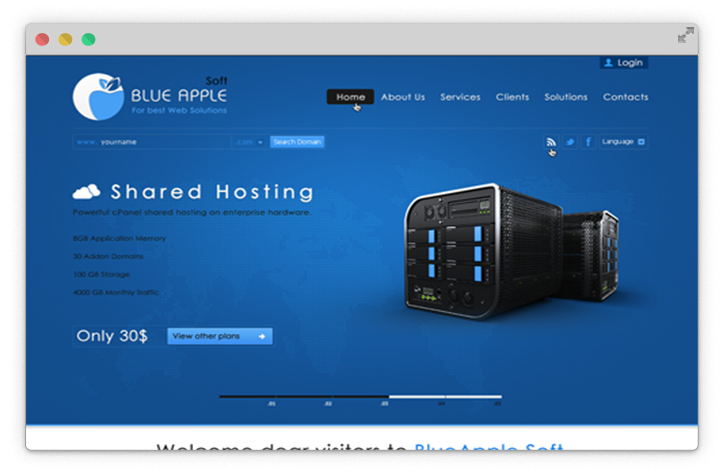 Login
Soft
BLUE APPLE
For best Web Solutions
Home About Us Services Clients Solutions Contacts
www. yourname .com Search Domain Language
Shared Hosting
Powerful cPanel shared hosting on enterprise hardware.
8GB Application Memory
30 Addon Domains
100 GB Storage
4000 GB Monthly Traffic
Only 30$ View other plans
.01 .02 .03 .04 .05
Welcome dear visitors to BlueApple Soft